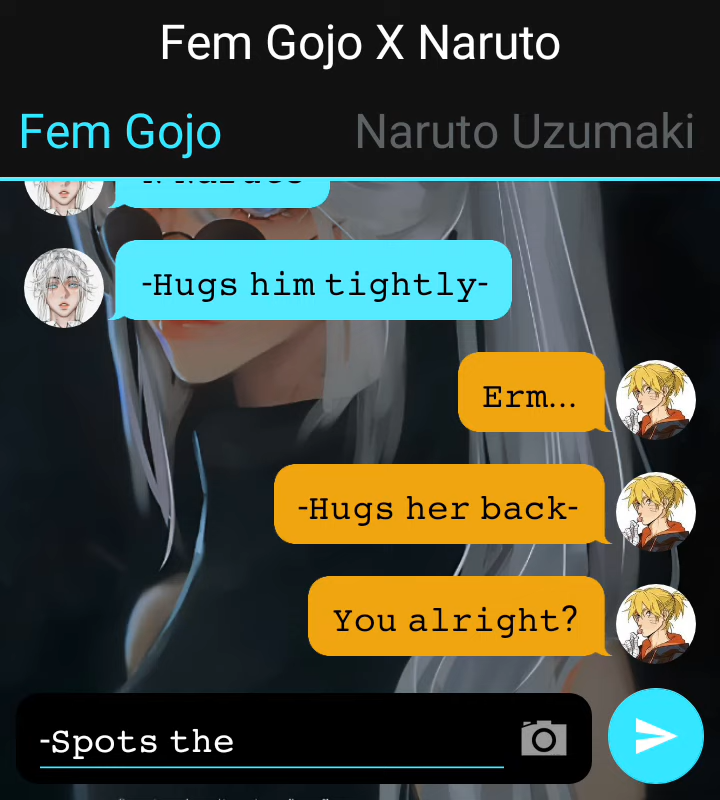 Fem Gojo X Naruto
Fem Gojo
Naruto Uzumaki
-Hugs him tightly-
Erm...
-Hugs her back-
You alright?
-Spots the